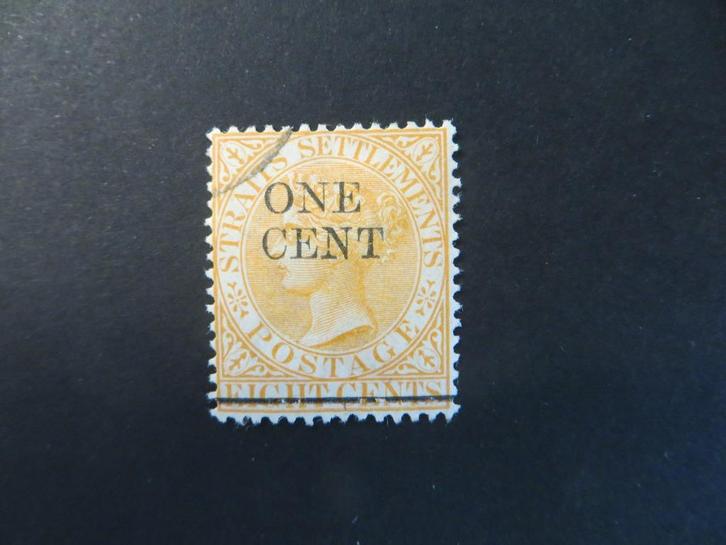 STRAITS SETTLEMENTS
ONE
CENT
POSTAGE
EIGHT CENTS